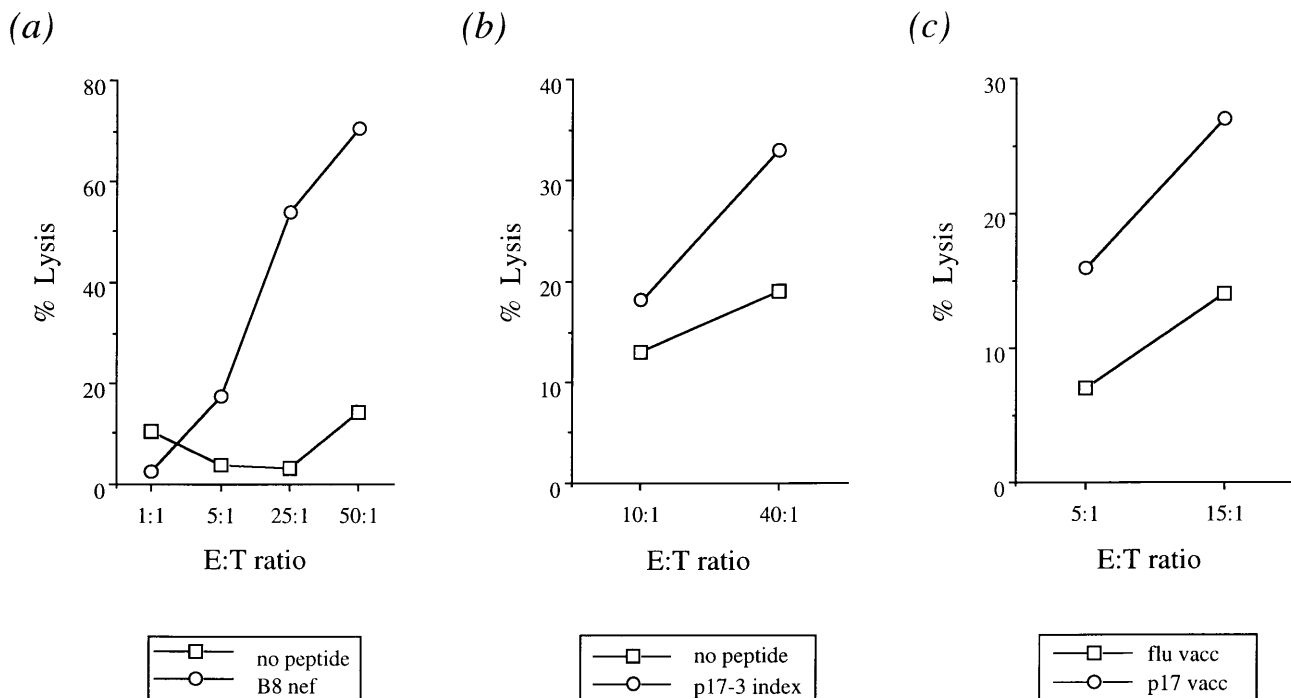 (a)
80
60
40
20
0
% Lysis
1:1 5:1 25:1 50:1
E:T ratio
no peptide
B8 nef
(b)
40
30
20
10
0
% Lysis
10:1 40:1
E:T ratio
no peptide
p17-3 index
(c)
30
20
10
0
% Lysis
5:1 15:1
E:T ratio
flu vacc
p17 vacc